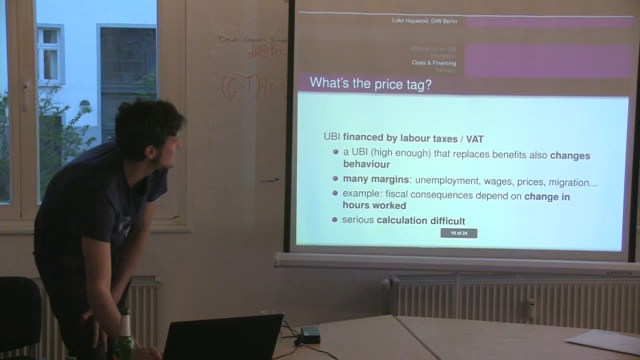 Luke Haywood, DIW Berlin
Costs & Financing
What's the price tag?
UBI financed by labour taxes / VAT
a UBI (high enough) that replaces benefits also changes
behaviour
many margins: unemployment, wages, prices, migration...
example: fiscal consequences depend on change in
hours worked
serious calculation difficult